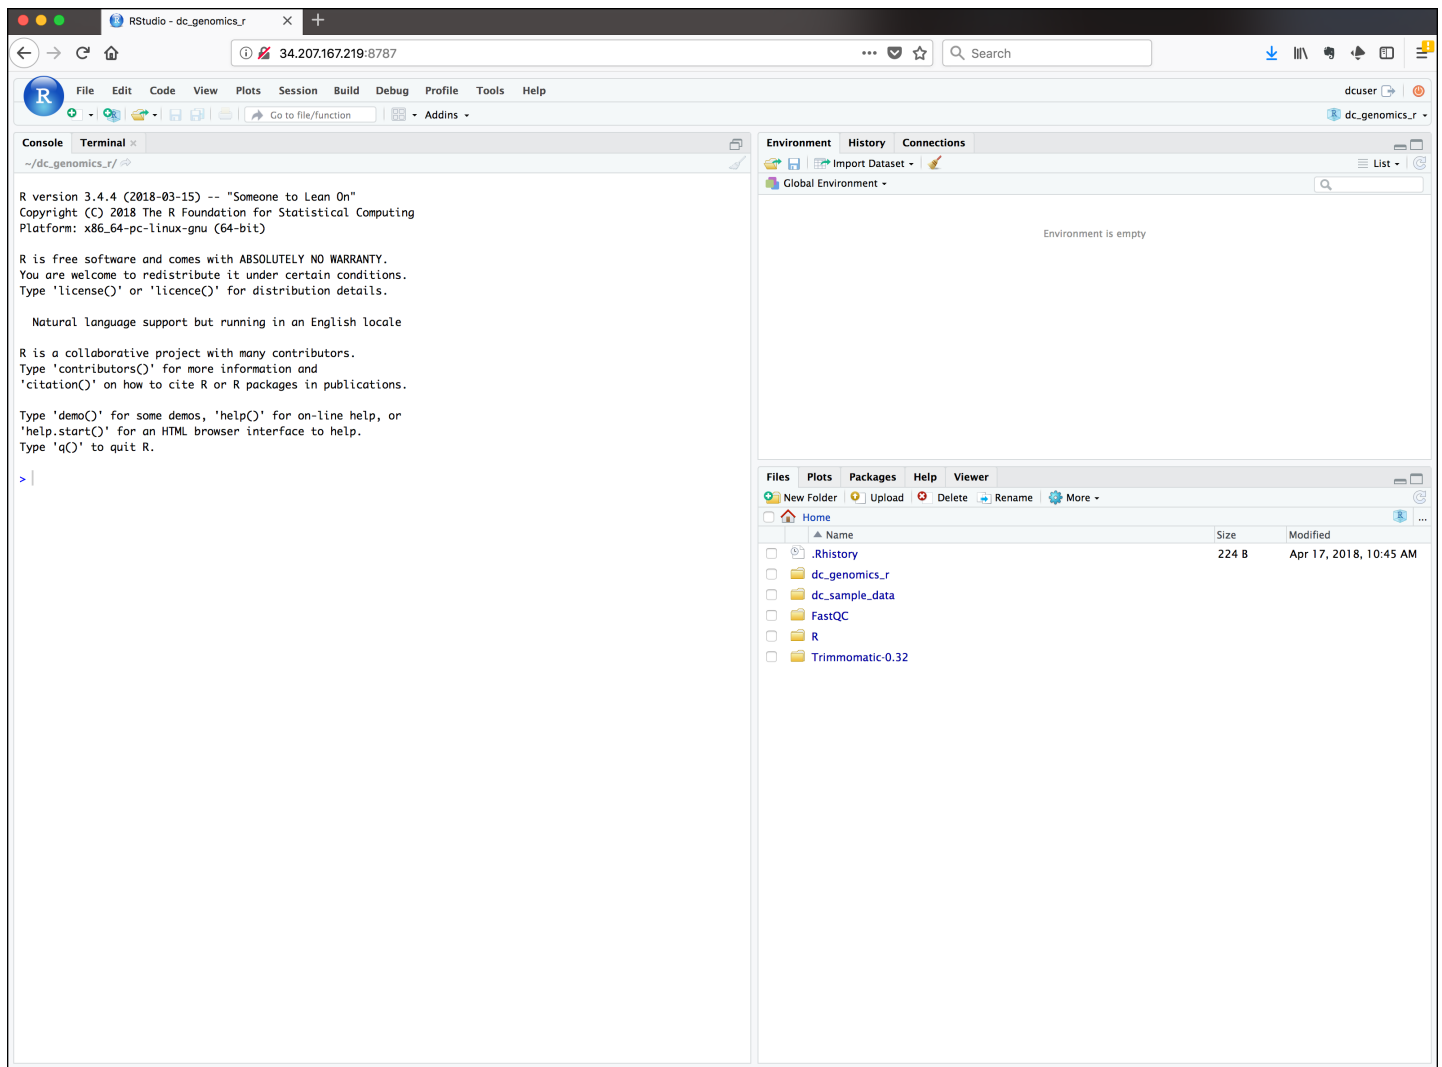 RStudio - dc_genomics_r
34.207.167.219:8787
Search
R
File Edit Code View Plots Session Build Debug Profile Tools Help
dcuser
Go to file/function
Addins
dc_genomics_r
Console Terminal
~/dc_genomics_r/
R version 3.4.4 (2018-03-15) -- "Someone to Lean On"
Copyright (C) 2018 The R Foundation for Statistical Computing
Platform: x86_64-pc-linux-gnu (64-bit)
R is free software and comes with ABSOLUTELY NO WARRANTY.
You are welcome to redistribute it under certain conditions.
Type 'license()' or 'licence()' for distribution details.
Natural language support but running in an English locale
R is a collaborative project with many contributors.
Type 'contributors()' for more information and
'citation()' on how to cite R or R packages in publications.
Type 'demo()' for some demos, 'help()' for on-line help, or
'help.start()' for an HTML browser interface to help.
Type 'q()' to quit R.
>
Environment History Connections
Import Dataset
List
Global Environment
Environment is empty
Files Plots Packages Help Viewer
New Folder Upload Delete Rename More
Home
...
Name Size Modified
.Rhistory 224 B Apr 17, 2018, 10:45 AM
dc_genomics_r
dc_sample_data
FastQC
R
Trimmomatic-0.32